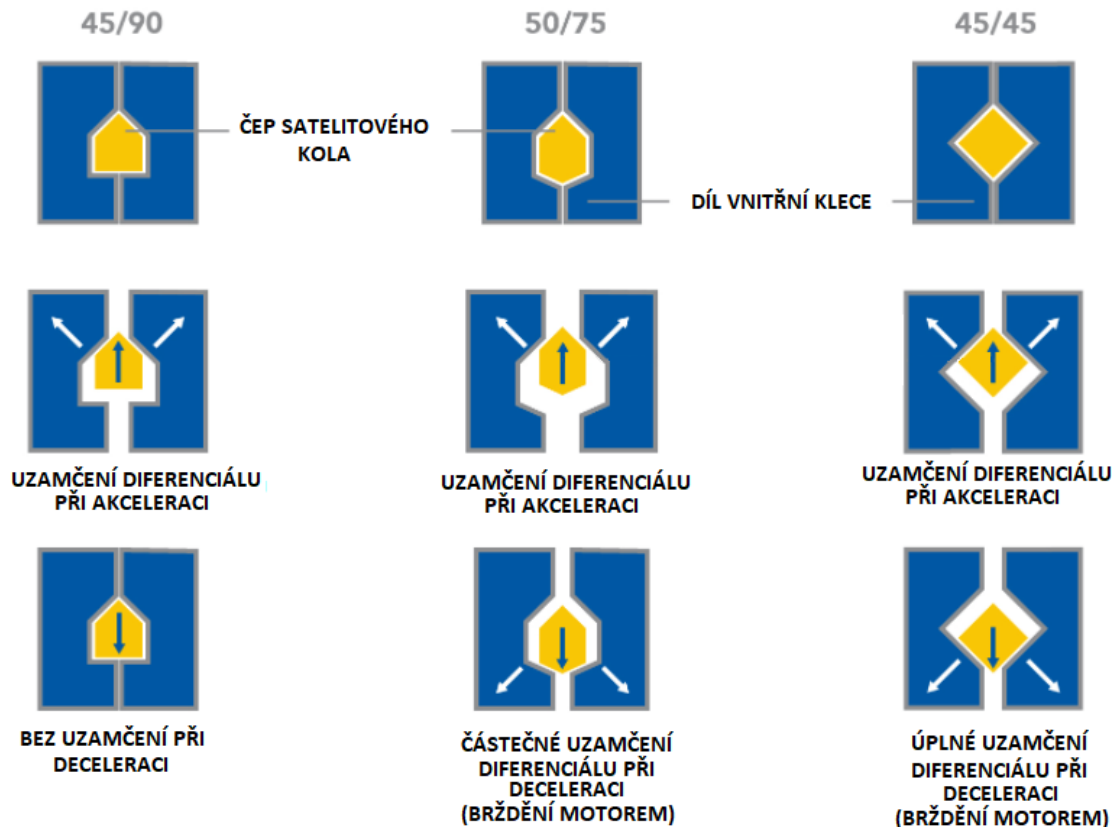 45/90
50/75
45/45
ČEP SATELITOVÉHO
KOLA
DÍL VNITŘNÍ KLECE
UZAMČENÍ DIFERENCIÁLU
PŘI AKCELERACI
UZAMČENÍ DIFERENCIÁLU
PŘI AKCELERACI
UZAMČENÍ DIFERENCIÁLU
PŘI AKCELERACI
BEZ UZAMČENÍ PŘI
DECELERACI
ČÁSTEČNÉ UZAMČENÍ
DIFERENCIÁLU PŘI
DECELERACI
(BRŽDĚNÍ MOTOREM)
ÚPLNÉ UZAMČENÍ
DIFERENCIÁLU PŘI
DECELERACI
(BRŽDĚNÍ MOTOREM)